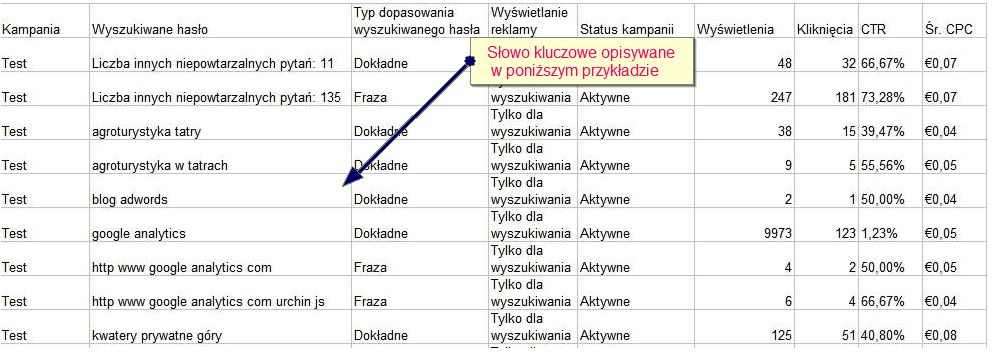 Kampania Wyszukiwane hasło Typ dopasowania wyszukiwanego hasła Wyświetlanie reklamy Status kampanii Wyświetlenia Kliknięcia CTR Śr. CPC
Słowo kluczowe opisywane
w poniższym przykładzie
Test Liczba innych niepowtarzalnych pytań: 11 Dokładne 48 32 66,67% €0,07
Test Liczba innych niepowtarzalnych pytań: 135 Fraza wyszukiwania Aktywne 247 181 73,28% €0,07
Test agroturystyka tatry Dokładne Tylko dla wyszukiwania Aktywne 38 15 39,47% €0,04
Test agroturystyka w tatrach Dokładne Tylko dla wyszukiwania Aktywne 9 5 55,56% €0,05
Test blog adwords Dokładne Tylko dla wyszukiwania Aktywne 2 1 50,00% €0,04
Test google analytics Dokładne Tylko dla wyszukiwania Aktywne 9973 123 1,23% €0,05
Test http www google analytics com Fraza Tylko dla wyszukiwania Aktywne 4 2 50,00% €0,05
Test http www google analytics com urchin js Fraza Tylko dla wyszukiwania Aktywne 6 4 66,67% €0,04
Test kwatery prywatne góry Dokładne Tylko dla wyszukiwania Aktywne 125 51 40,80% €0,08